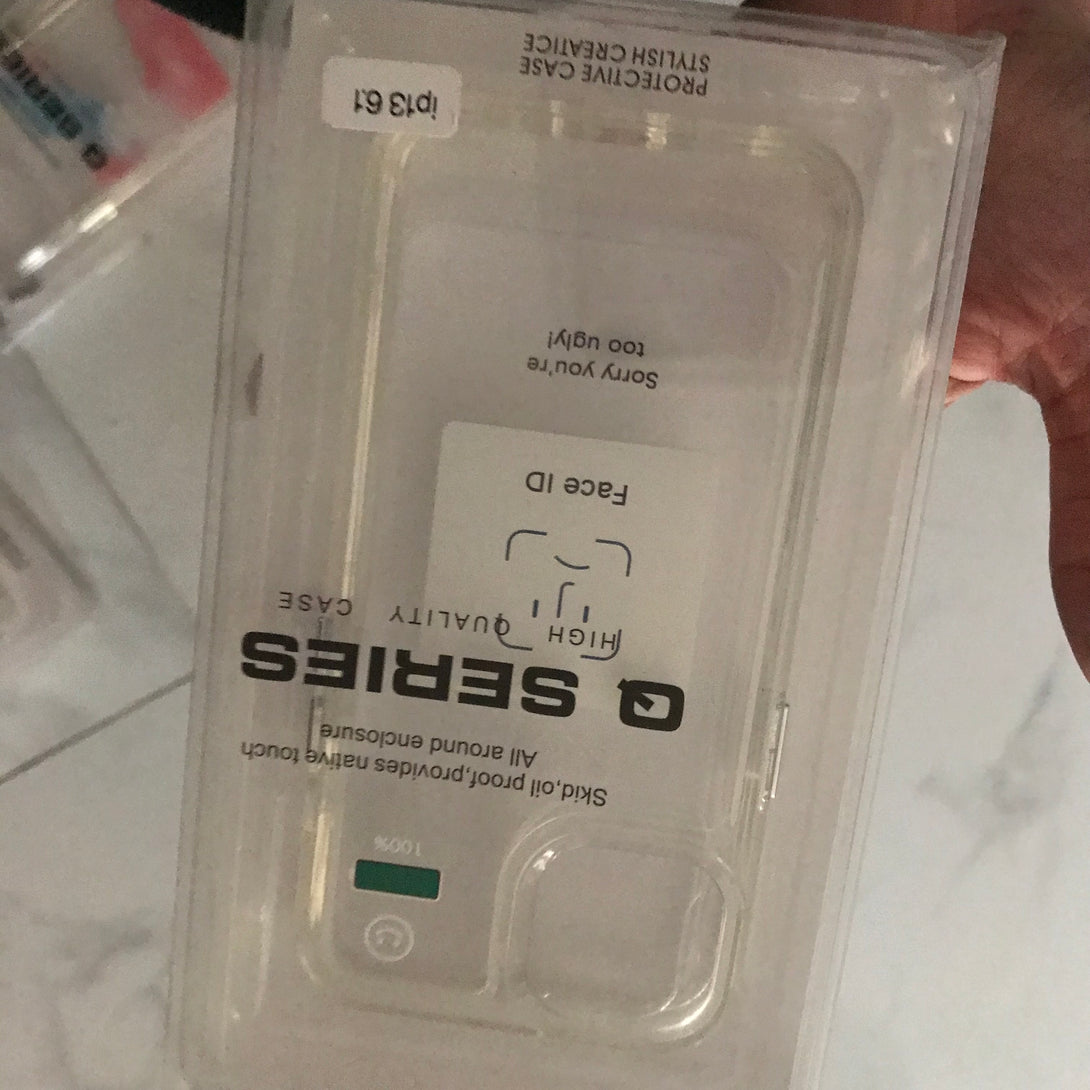 100%
Skid,oil proof,provides native touch
All around enclosure
Q SERIES
HIGH QUALITY CASE
Face ID
Sorry you're
too ugly!
ip13 6.1
PROTECTIVE CASE
STYLISH CREATICE
Q SERIES